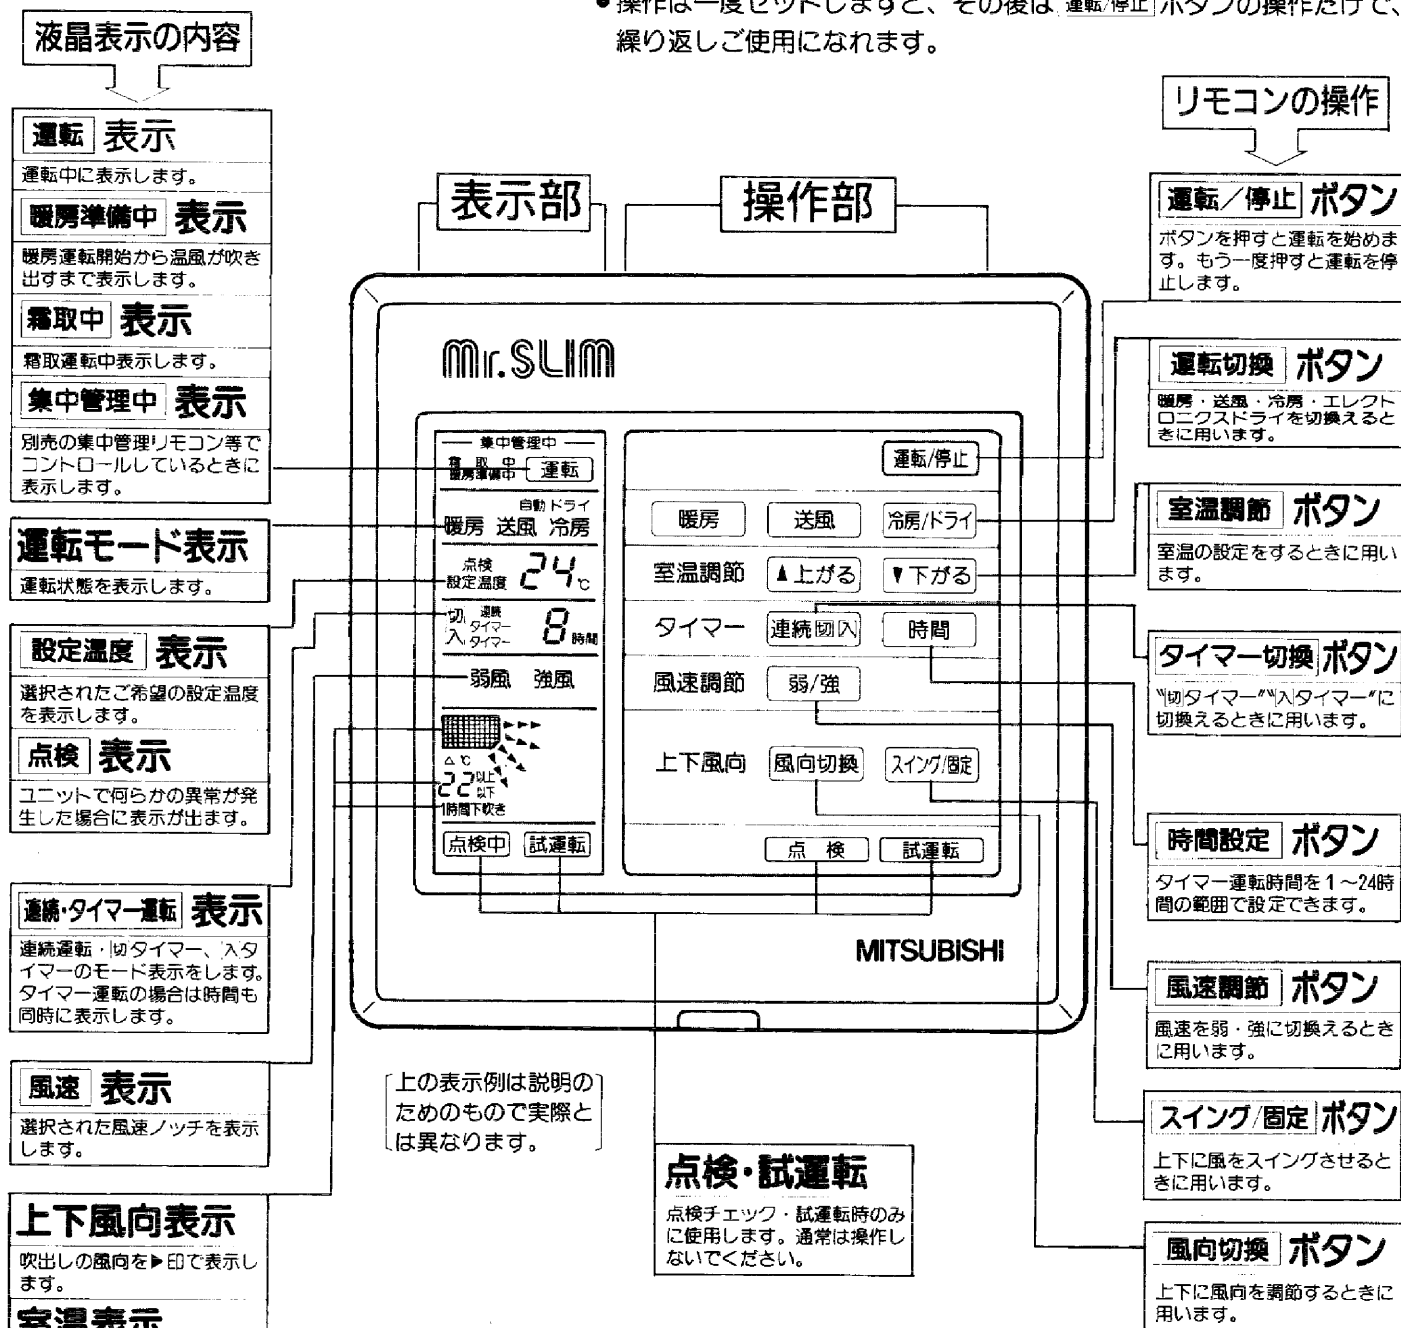 ●操作は一度セットしますと、その後は 運転/停止 ボタンの操作だけで、
繰り返しご使用になれます。
液晶表示の内容
運転 表示
運転中に表示します。
暖房準備中 表示
暖房運転開始から温風が吹き
出すまで表示します。
霜取中 表示
霜取運転中表示します。
集中管理中 表示
別売の集中管理リモコン等で
コントロールしているときに
表示します。
運転モード表示
運転状態を表示します。
設定温度 表示
選択されたご希望の設定温度
を表示します。
点検 表示
ユニットで何らかの異常が発
生した場合に表示が出ます。
連続・タイマー運転 表示
連続運転・切タイマー、入タ
イマーのモード表示をします。
タイマー運転の場合は時間も
同時に表示します。
風速 表示
選択された風速ノッチを表示
します。
上下風向表示
吹出しの風向を▶印で表示し
ます。
室温表示
表示部
操作部
Mr.SLIM
集中管理中
霜取中
暖房準備中 運転
自動 ドライ
暖房 送風 冷房
点検
設定温度 24℃
切 連続
タイマー
入 タイマー 8時間
弱風 強風
△℃
22以上
以下
1時間下吹き
点検中 試運転
運転/停止
暖房 送風 冷房/ドライ
室温調節 ▲上がる ▼下がる
タイマー 連続切入 時間
風速調節 弱/強
上下風向 風向切換 スイング/固定
点 検 試運転
MITSUBISHI
上の表示例は説明の
ためのもので実際と
は異なります。
点検・試運転
点検チェック・試運転時のみ
に使用します。通常は操作し
ないでください。
リモコンの操作
運転/停止 ボタン
ボタンを押すと運転を始めま
す。もう一度押すと運転を停
止します。
運転切換 ボタン
暖房・送風・冷房・エレクト
ロニクスドライを切換えると
きに用います。
室温調節 ボタン
室温の設定をするときに用い
ます。
タイマー切換 ボタン
〝切タイマー〞〝入タイマー〞に
切換えるときに用います。
時間設定 ボタン
タイマー運転時間を1～24時
間の範囲で設定できます。
風速調節 ボタン
風速を弱・強に切換えるとき
に用います。
スイング/固定 ボタン
上下に風をスイングさせると
きに用います。
風向切換 ボタン
上下に風向を調節するときに
用います。